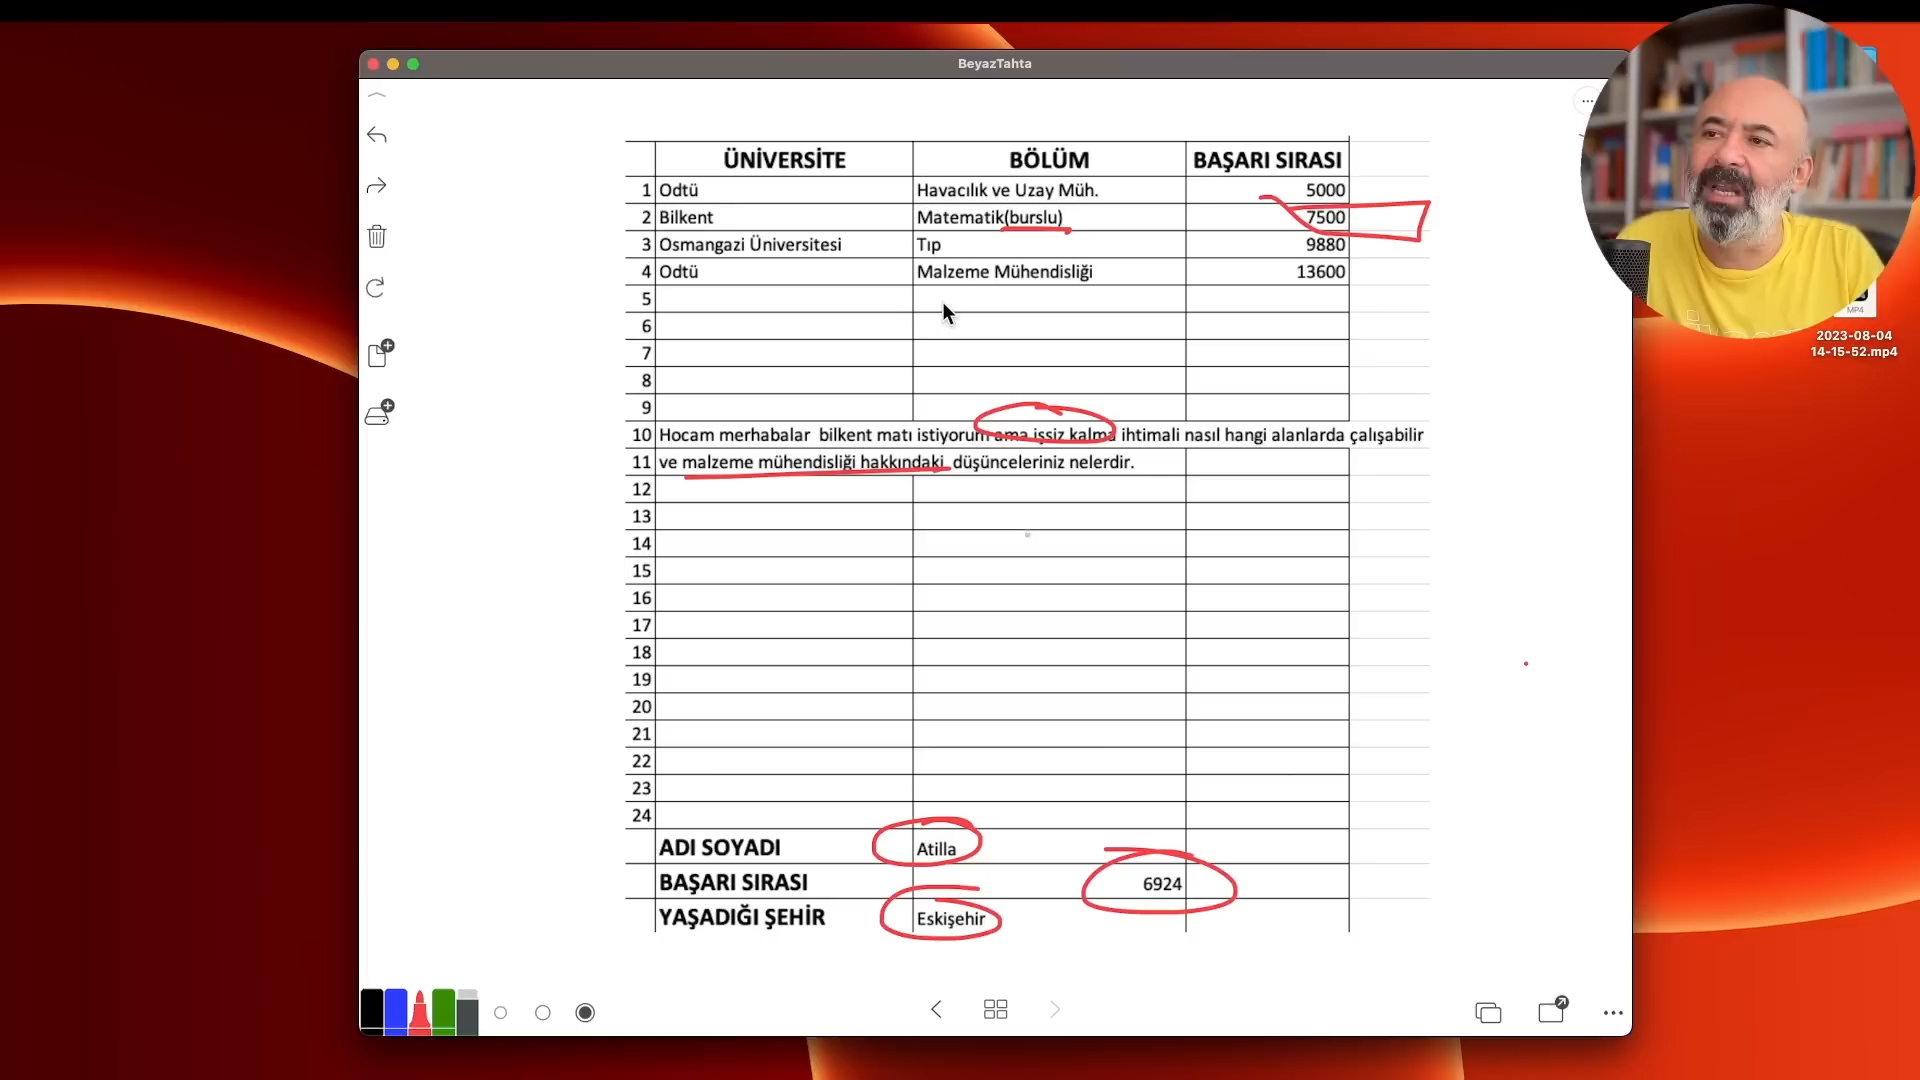 BeyazTahta
ÜNİVERSİTE BÖLÜM BAŞARI SIRASI
1 Odtü Havacılık ve Uzay Müh. 5000
2 Bilkent Matematik(burslu) 7500
3 Osmangazi Üniversitesi Tıp 9880
4 Odtü Malzeme Mühendisliği 13600
5
6
7
8
9
10 Hocam merhabalar bilkent matı istiyorum ama işsiz kalma ihtimali nasıl hangi alanlarda çalışabilir
11 ve malzeme mühendisliği hakkındaki düşünceleriniz nelerdir.
12
13
14
15
16
17
18
19
20
21
22
23
24
ADI SOYADI Atilla
BAŞARI SIRASI 6924
YAŞADIĞI ŞEHİR Eskişehir
MP4
2023-08-04
14-15-52.mp4